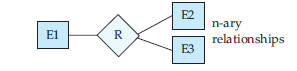 E1
R
E2
E3
n-ary
relationships